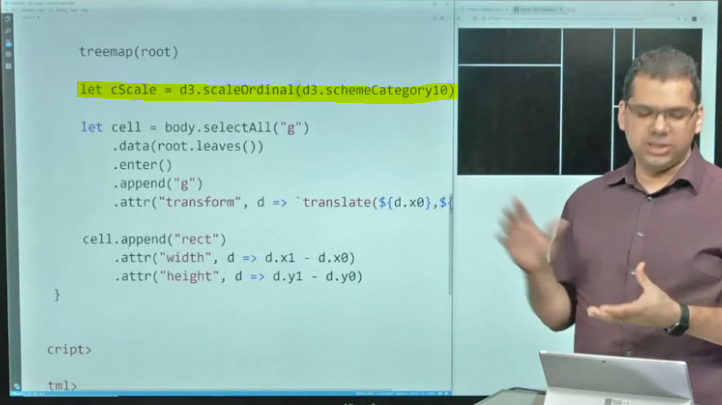 treemap(root)
let cScale = d3.scaleOrdinal(d3.schemeCategory10)
let cell = body.selectAll("g")
.data(root.leaves())
.enter()
.append("g")
.attr("transform", d => `translate(${d.x0},${
cell.append("rect")
.attr("width", d => d.x1 - d.x0)
.attr("height", d => d.y1 - d.y0)
}
cript>
tml>